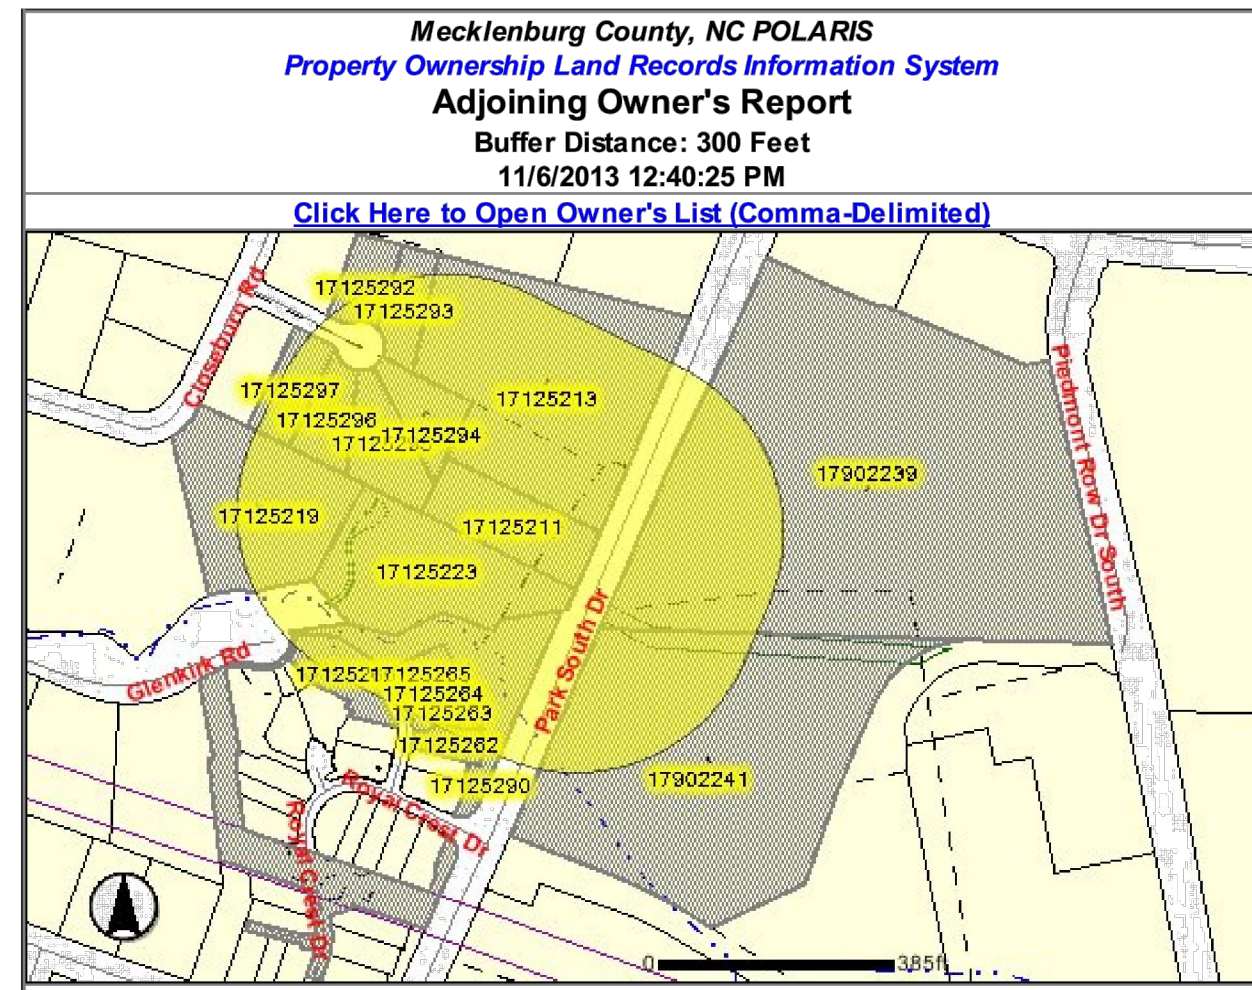 Mecklenburg County, NC POLARIS
Property Ownership Land Records Information System
Adjoining Owner's Report
Buffer Distance: 300 Feet
11/6/2013 12:40:25 PM
Click Here to Open Owner's List (Comma-Delimited)
17125292
17125293
Closeburn Rd
17125297
17125213
17125296
17125294
Piedmont Row Dr South
17902239
17125219
17125211
17125223
Park South Dr
Glenkirk Rd
17125265
17125264
17125263
17125262
17902241
17125290
Royal Crest Dr
Royal Crest Dr
0
385ft